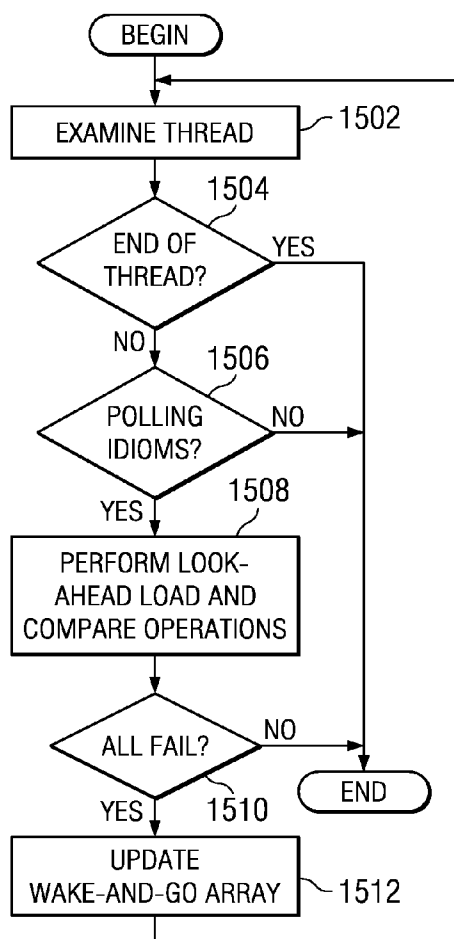 BEGIN
EXAMINE THREAD
1502
1504
END OF
THREAD?
YES
NO
1506
POLLING
IDIOMS?
NO
YES
1508
PERFORM LOOK-
AHEAD LOAD AND
COMPARE OPERATIONS
ALL FAIL?
NO
YES
1510
END
UPDATE
WAKE-AND-GO ARRAY
1512